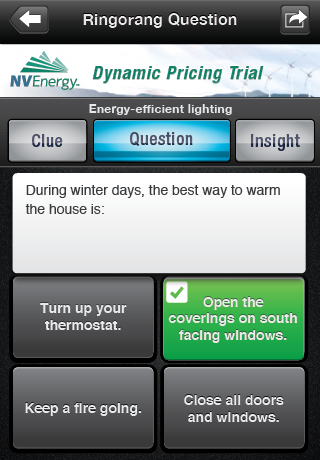 Ringorang Question
NVEnergy
Dynamic Pricing Trial
Energy-efficient lighting
Clue
Question
Insight
During winter days, the best way to warm
the house is:
Turn up your
thermostat.
Open the
coverings on south
facing windows.
Keep a fire going.
Close all doors
and windows.